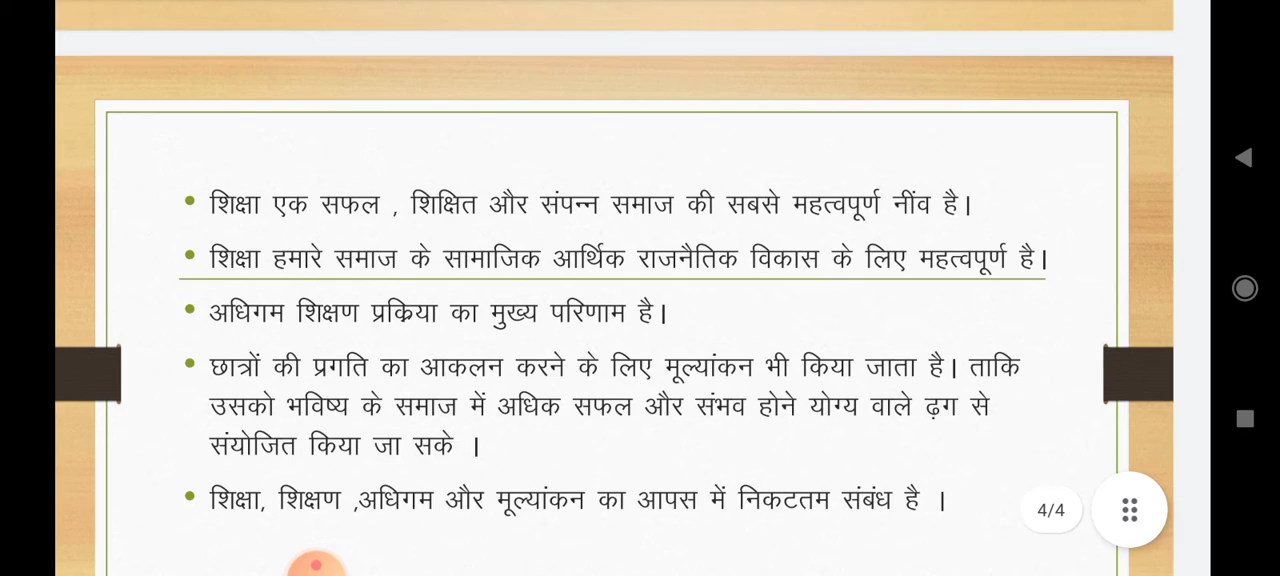 • शिक्षा एक सफल , शिक्षित और संपन्न समाज की सबसे महत्वपूर्ण नींव है।
• शिक्षा हमारे समाज के सामाजिक आर्थिक राजनैतिक विकास के लिए महत्वपूर्ण है।
• अधिगम शिक्षण प्रक्रिया का मुख्य परिणाम है।
• छात्रों की प्रगति का आकलन करने के लिए मूल्यांकन भी किया जाता है। ताकि
उसको भविष्य के समाज में अधिक सफल और संभव होने योग्य वाले ढ़ग से
संयोजित किया जा सके ।
• शिक्षा, शिक्षण ,अधिगम और मूल्यांकन का आपस में निकटतम संबंध है ।
4/4